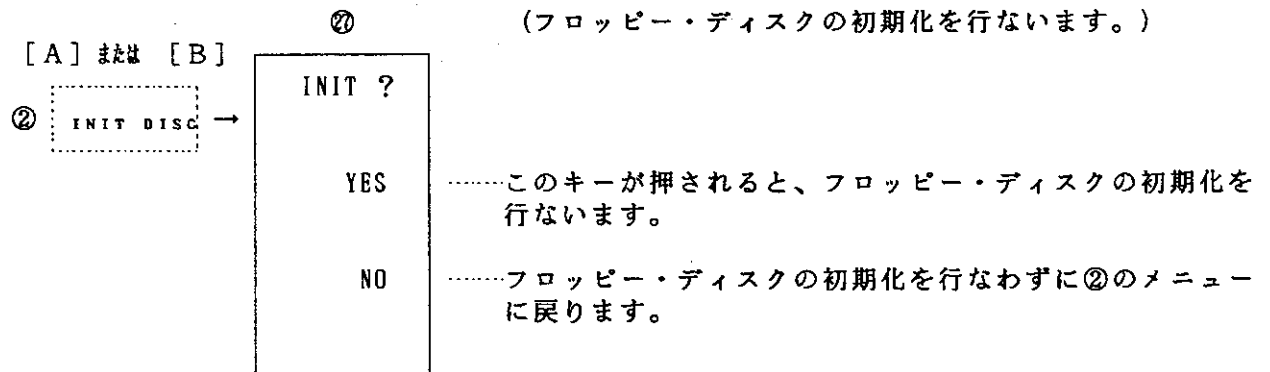 ㉗ (フロッピー・ディスクの初期化を行ないます。)
[A] または [B]
INIT ?
② INIT DISC →
YES ……このキーが押されると、フロッピー・ディスクの初期化を
行ないます。
NO ……フロッピー・ディスクの初期化を行なわずに②のメニュー
に戻ります。